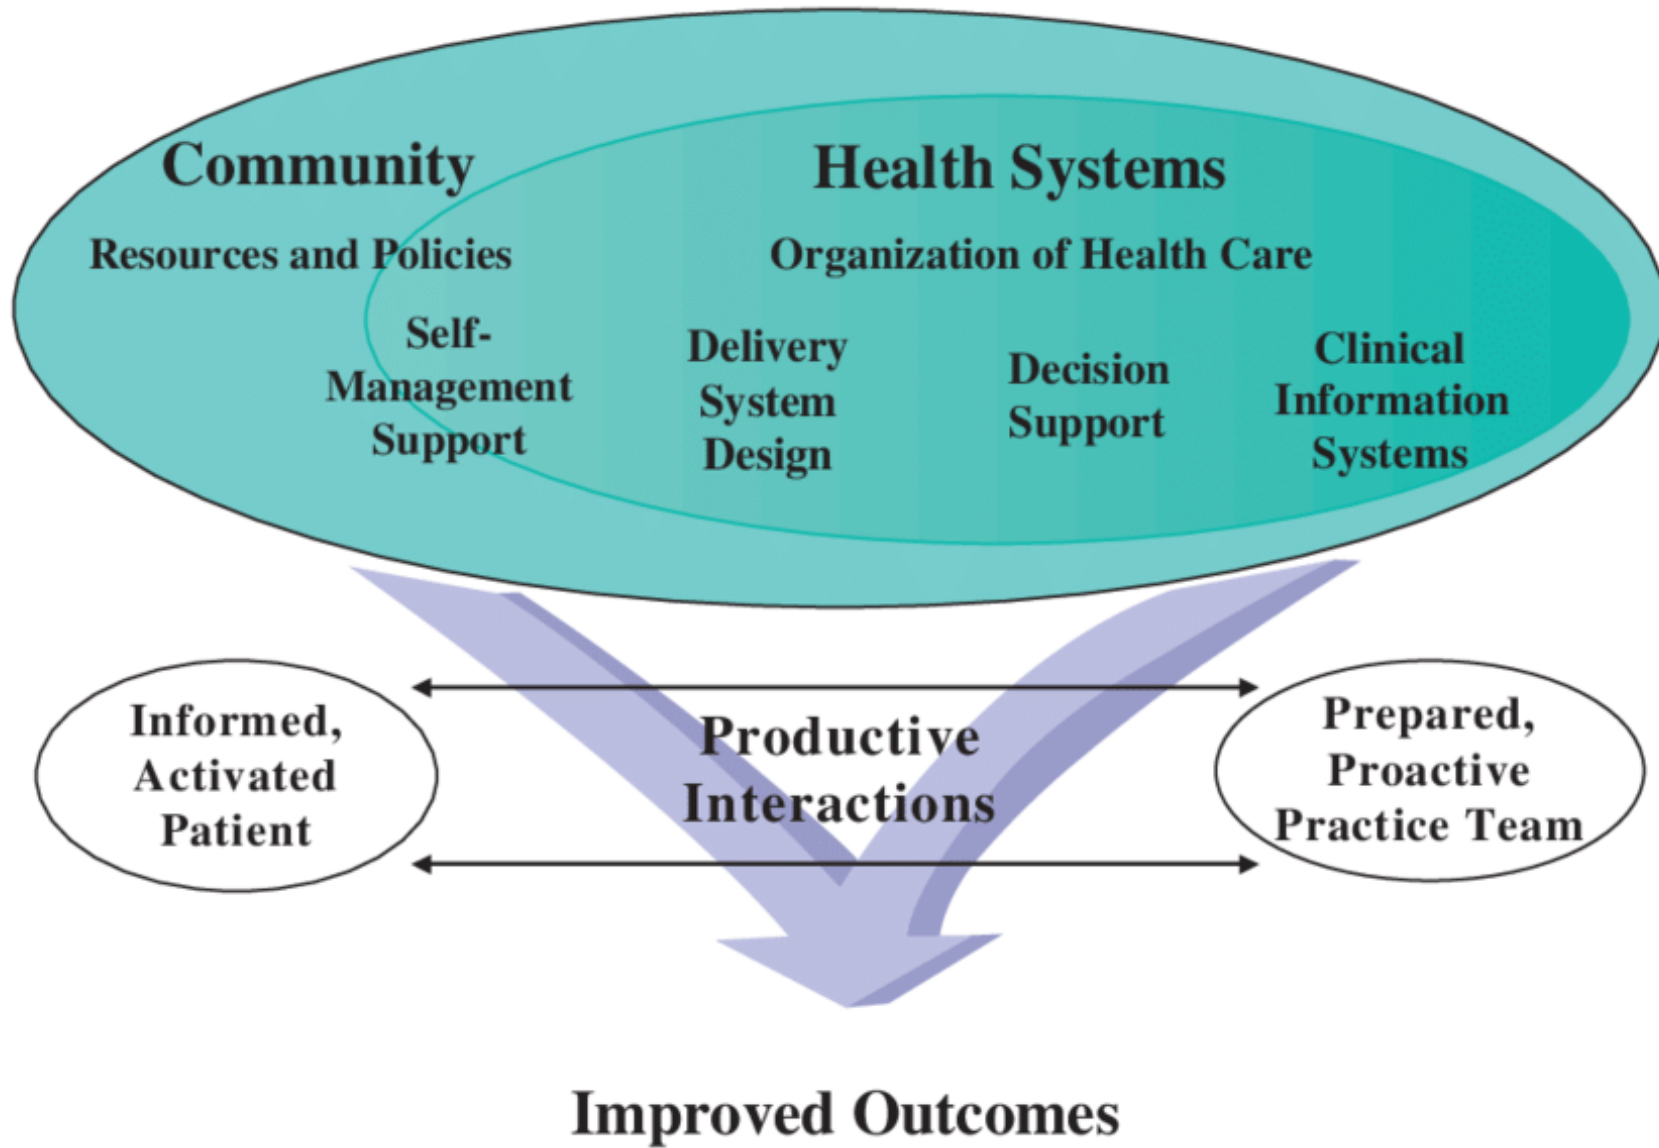 Community
Health Systems
Resources and Policies
Organization of Health Care
Self-
Management
Support
Delivery
System
Design
Decision
Support
Clinical
Information
Systems
Informed,
Activated
Patient
Productive
Interactions
Prepared,
Proactive
Practice Team
Improved Outcomes